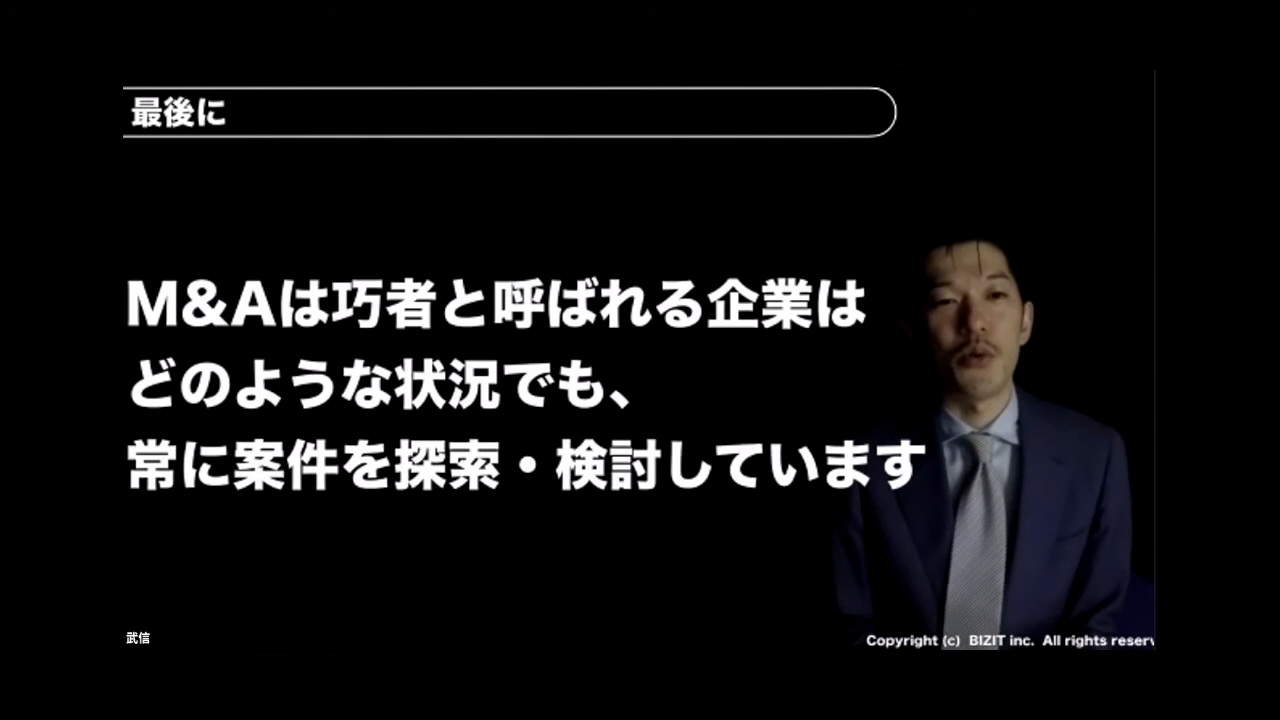 最後に
M&Aは巧者と呼ばれる企業は
どのような状況でも、
常に案件を探索・検討しています
武信
Copyright (c) BIZIT inc. All rights reserv